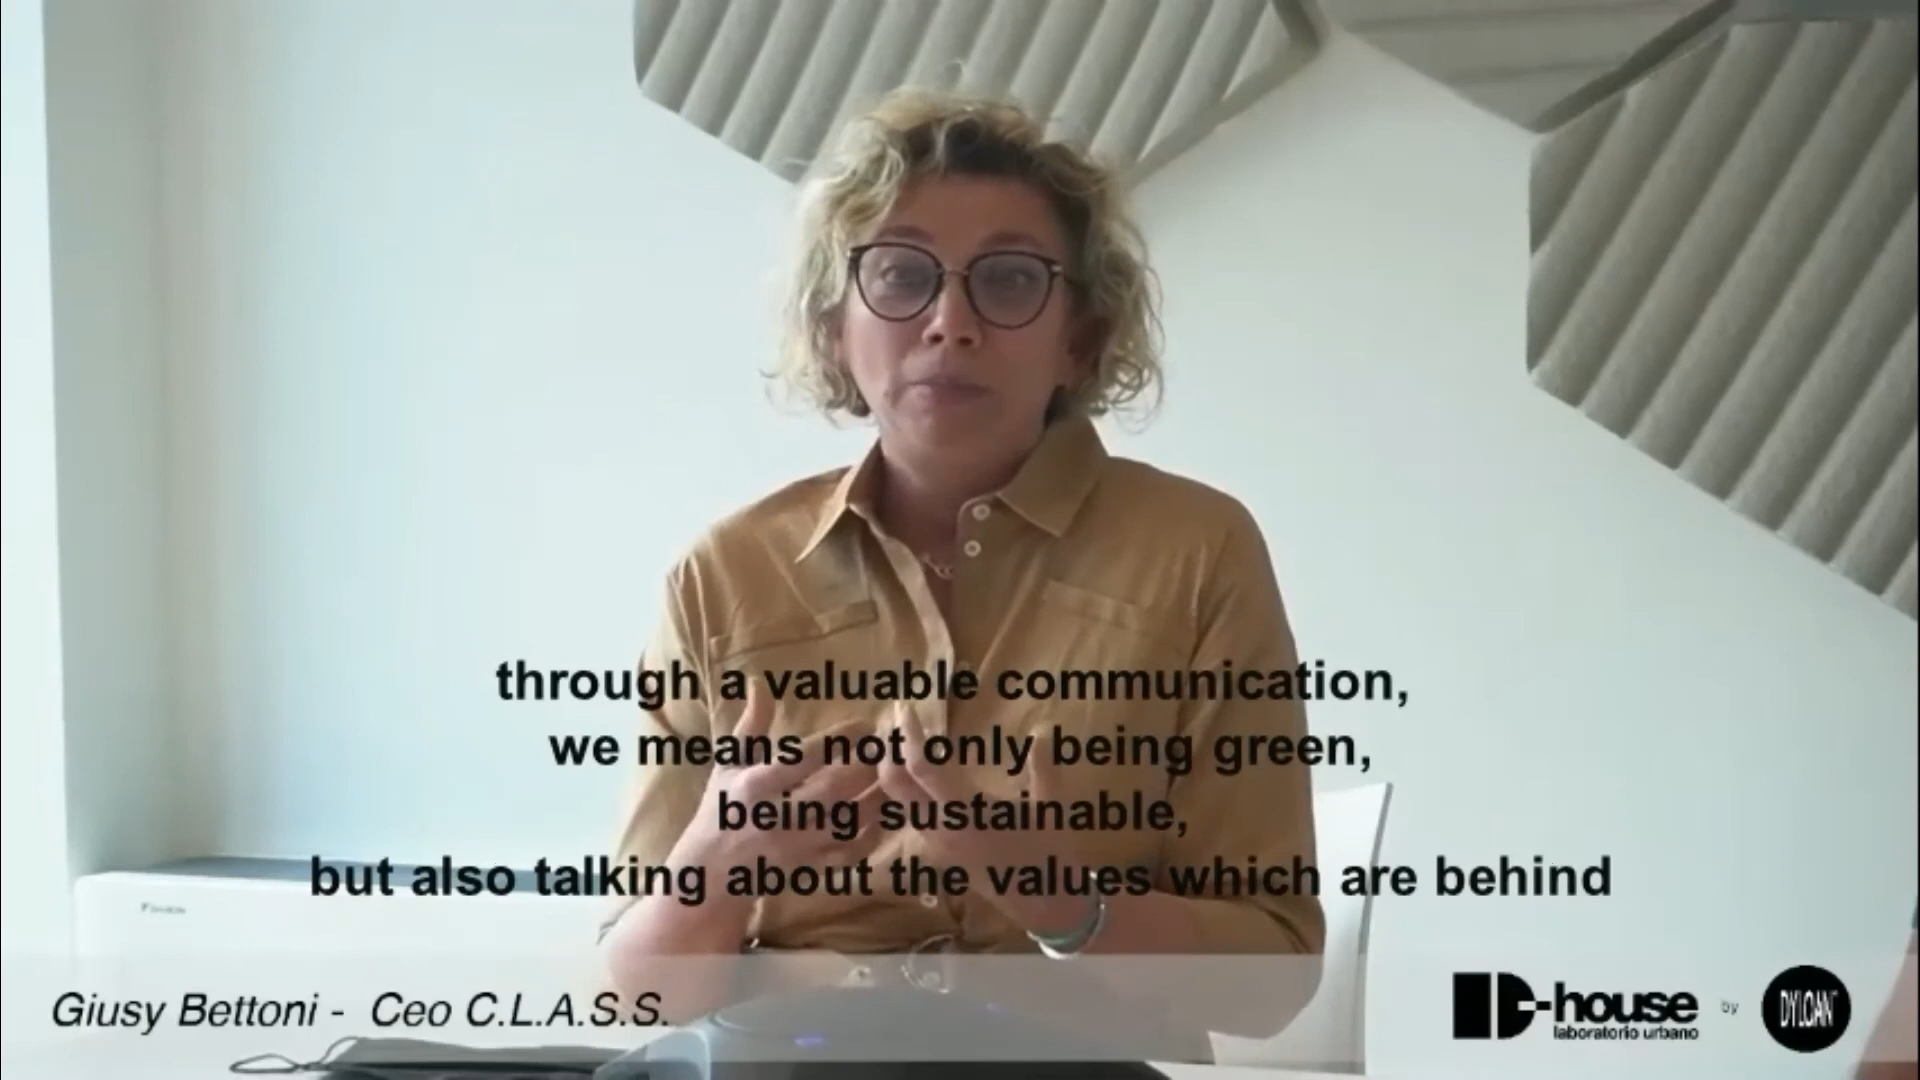 through a valuable communication,
we means not only being green,
being sustainable,
but also talking about the values which are behind
DAIKIN
Giusy Bettoni - Ceo C.L.A.S.S.
D-house
laboratorio urbano
by
DYLOAN